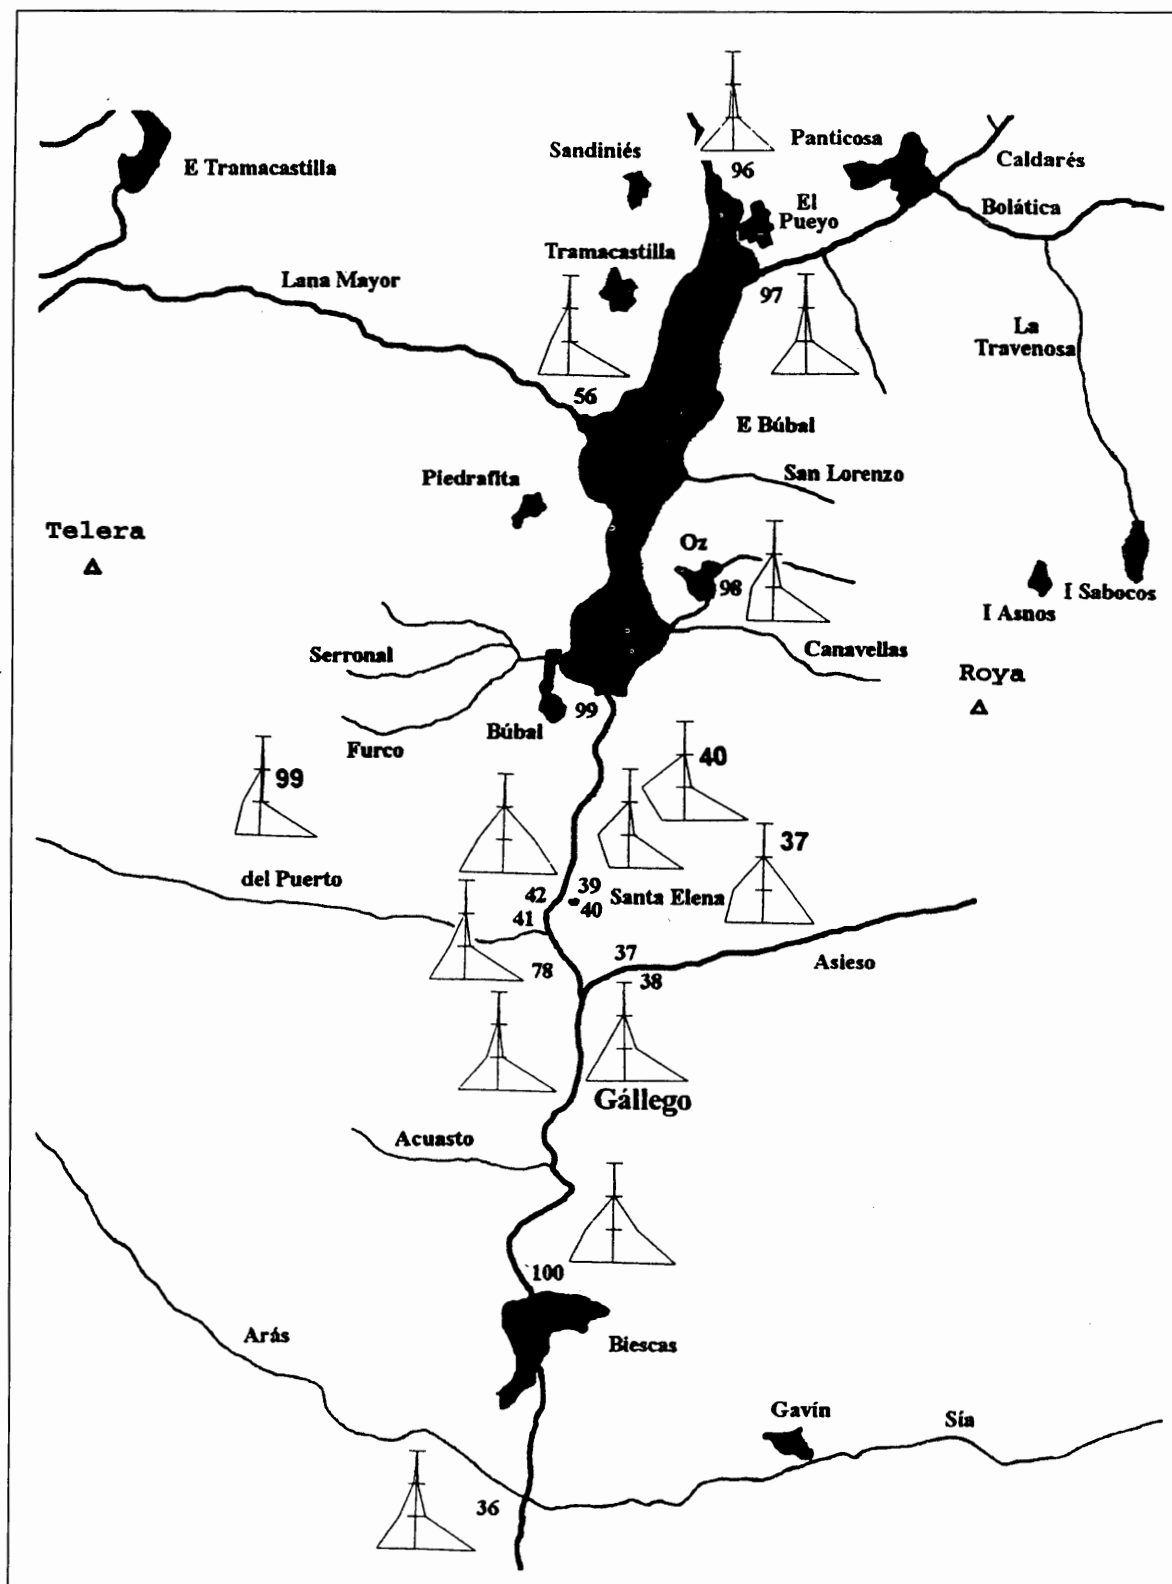 Sandiniés
Panticosa
Caldarés
E Tramacastilla
96
El
Pueyo
Bolática
Tramacastilla
Lana Mayor
97
La
Travenosa
56
E Búbal
Piedrafita
San Lorenzo
Telera
Oz
98
I Sabocos
I Asnos
Serronal
Canavellas
Roya
99
Búbal
Furco
99
40
37
del Puerto
42
39
Santa Elena
40
41
37
78
38
Asieso
Gállego
Acuasto
100
Arás
Biescas
Gavín
Sía
36